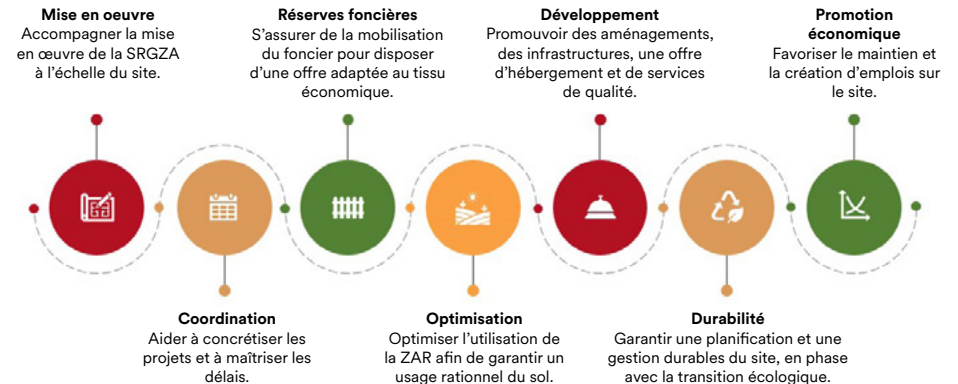 Mise en oeuvre
Accompagner la mise
en œuvre de la SRGZA
à l'échelle du site.
Réserves foncières
S'assurer de la mobilisation
du foncier pour disposer
d'une offre adaptée au tissu
économique.
Développement
Promouvoir des aménagements,
des infrastructures, une offre
d'hébergement et de services
de qualité.
Promotion
économique
Favoriser le maintien et
la création d'emplois sur
le site.
Coordination
Aider à concrétiser les
projets et à maîtriser les
délais.
Optimisation
Optimiser l'utilisation de
la ZAR afin de garantir un
usage rationnel du sol.
Durabilité
Garantir une planification et une
gestion durables du site, en phase
avec la transition écologique.